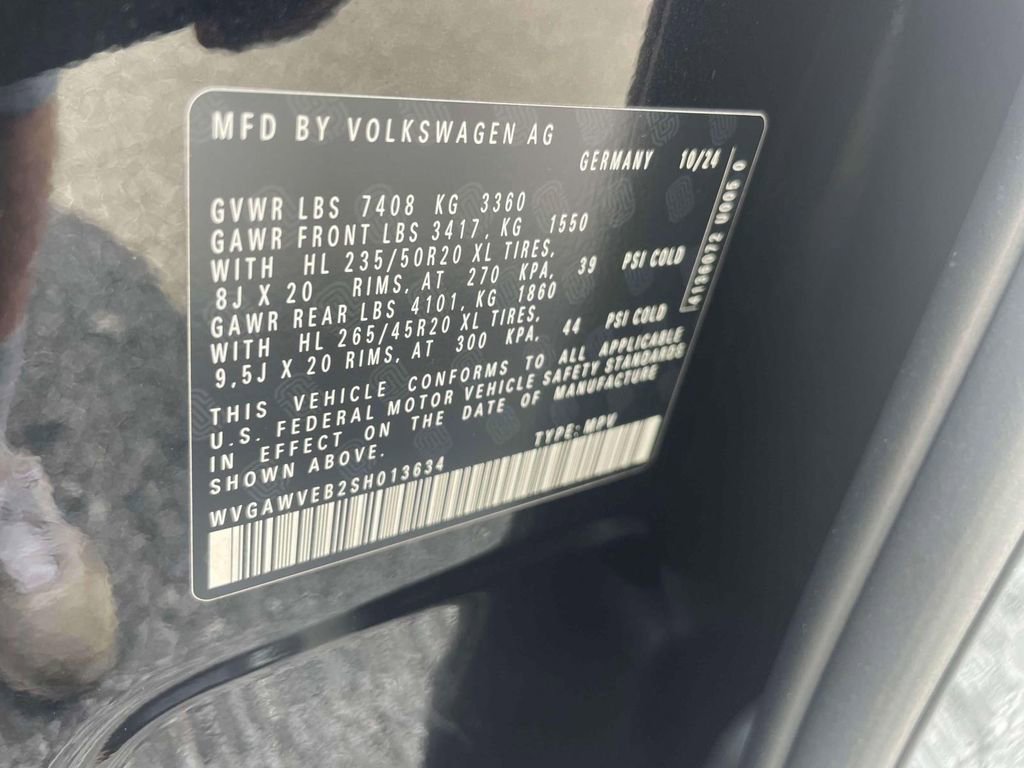 MFD BY VOLKSWAGEN AG
GERMANY 10/24
GVWR LBS 7408 KG 3360
GAWR FRONT LBS 3417, KG 1550
WITH HL 235/50R20 XL TIRES,
8J X 20 RIMS, AT 270 KPA, 39 PSI COLD
GAWR REAR LBS 4101, KG 1860
WITH HL 265/45R20 XL TIRES,
9,5J X 20 RIMS, AT 300 KPA, 44 PSI COLD
THIS VEHICLE CONFORMS TO ALL APPLICABLE
U.S. FEDERAL MOTOR VEHICLE SAFETY STANDARDS
IN EFFECT ON THE DATE OF MANUFACTURE
SHOWN ABOVE.
TYPE: MPV
WVGAWVEB2SH013634